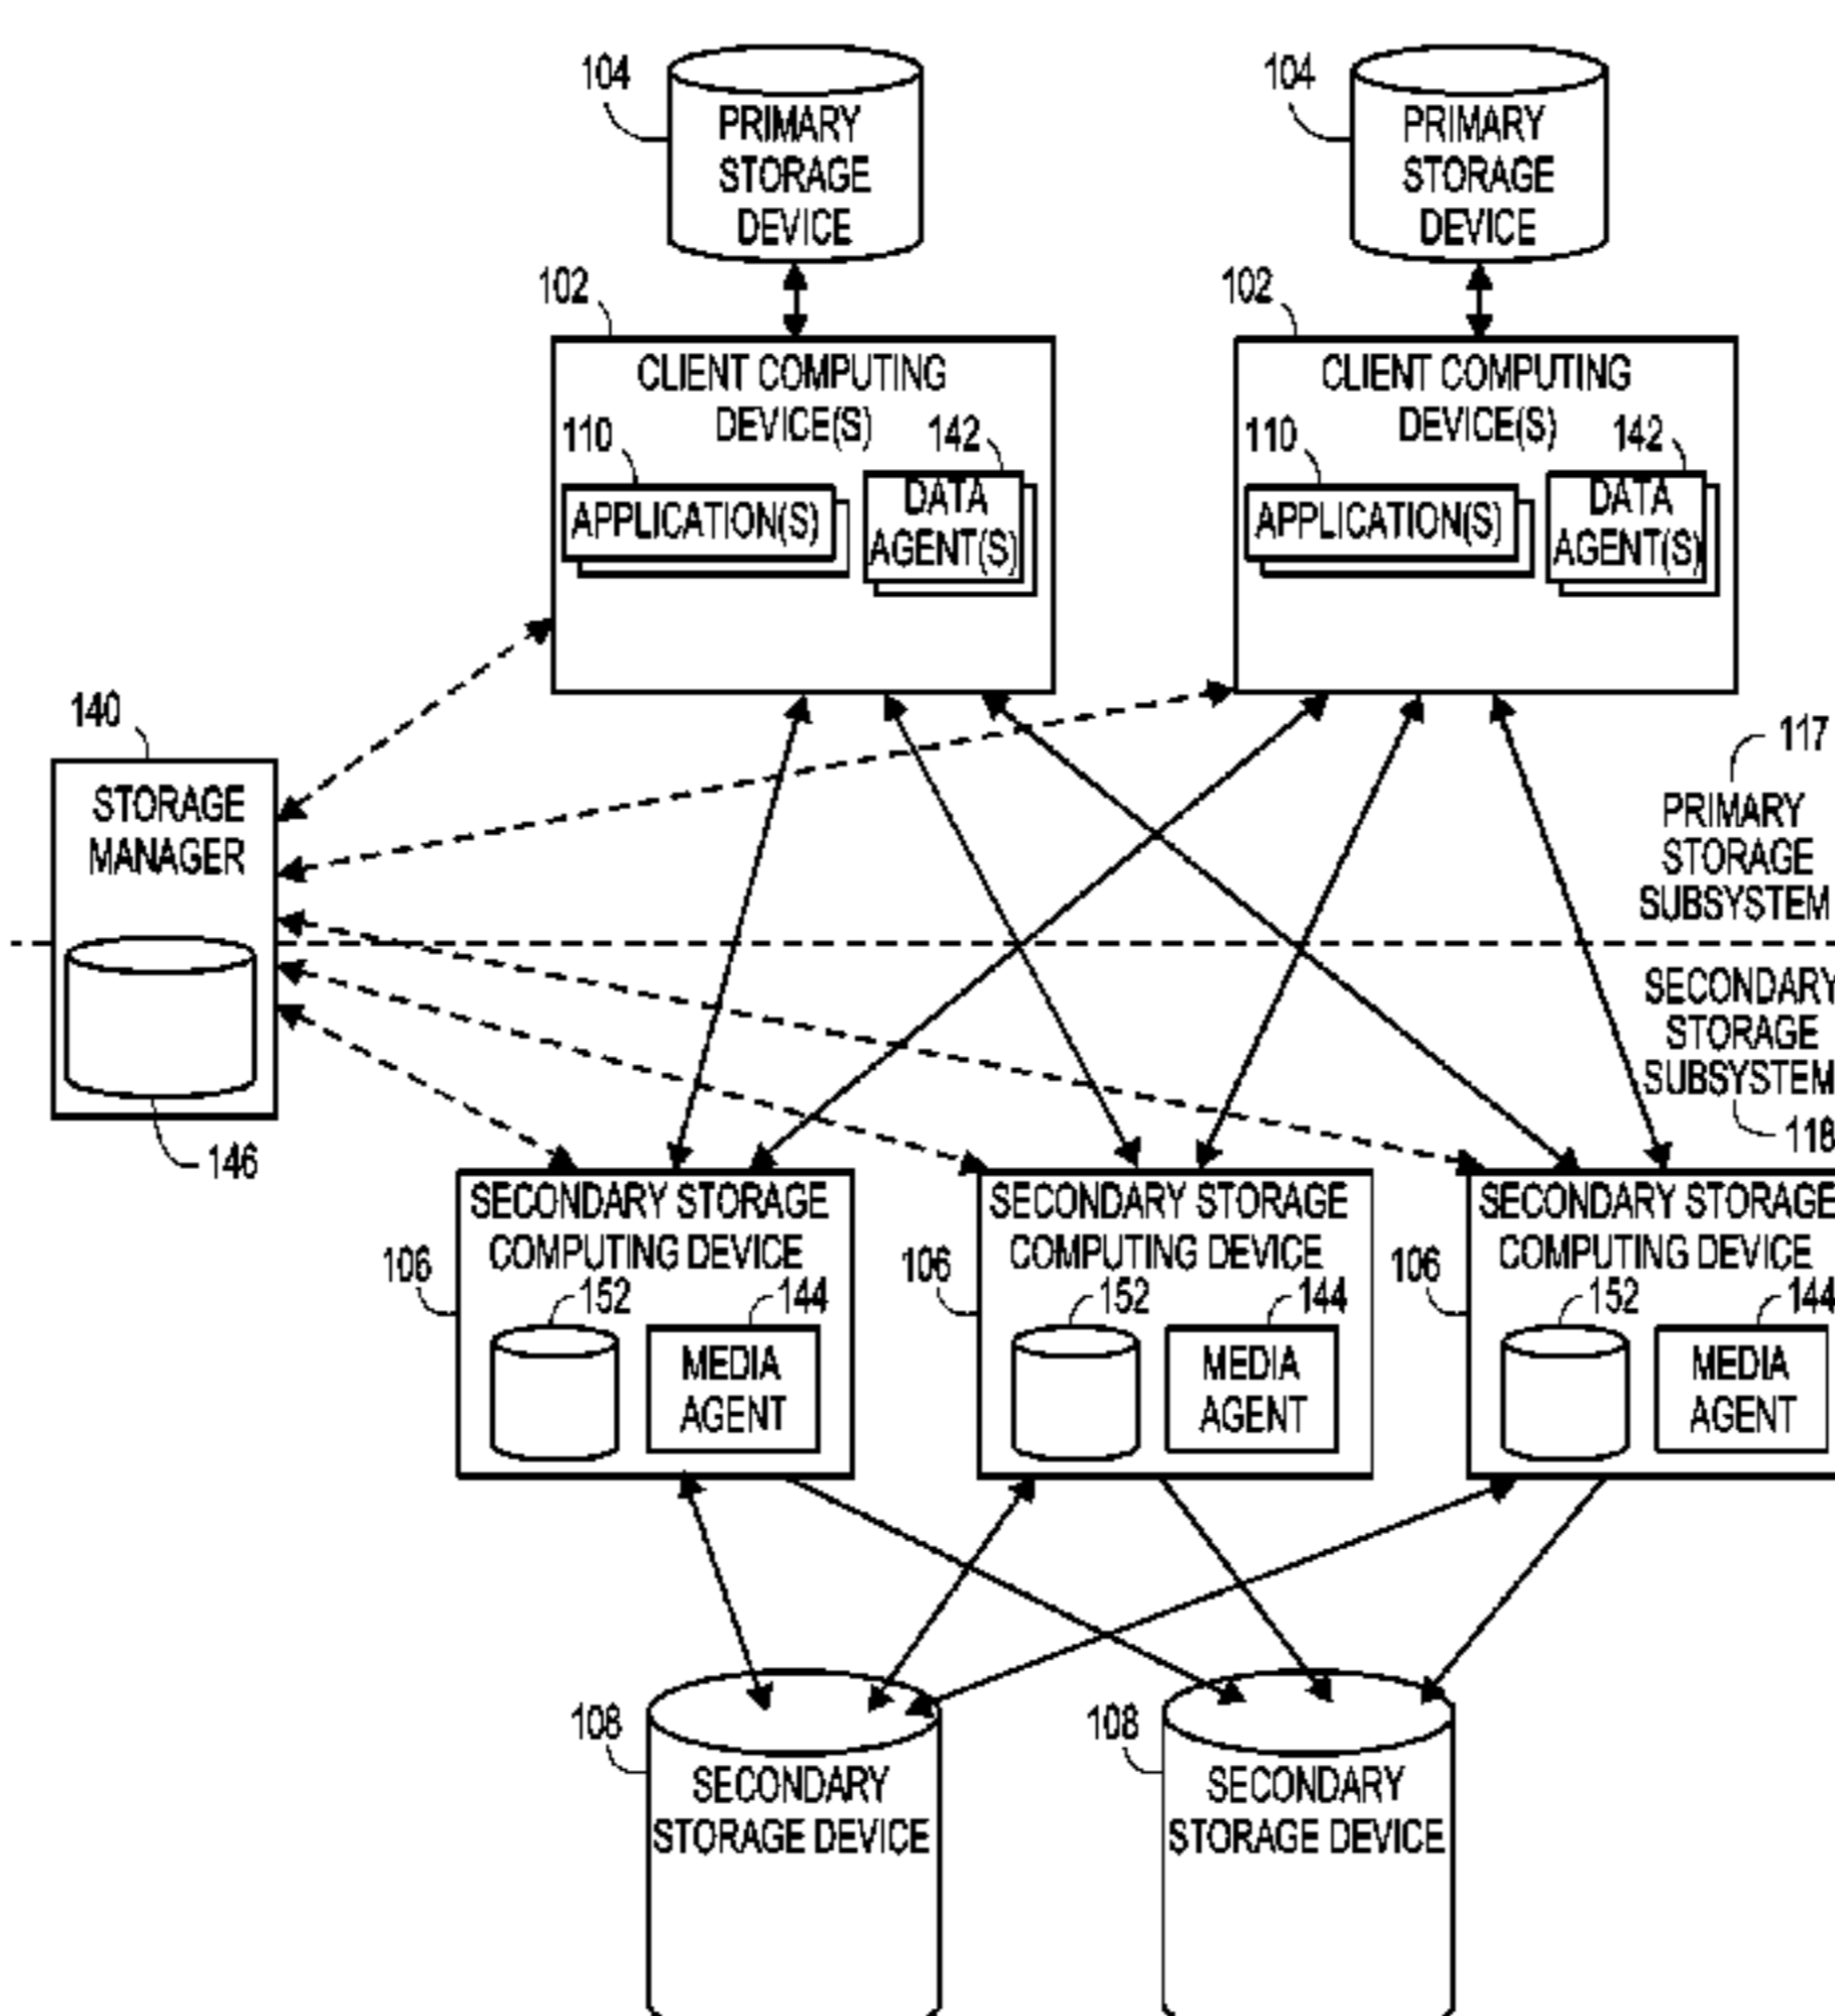 104
PRIMARY
STORAGE
DEVICE
104
PRIMARY
STORAGE
DEVICE
102
CLIENT COMPUTING
DEVICE(S)
110
142
APPLICATION(S)
DATA
AGENT(S)
102
CLIENT COMPUTING
DEVICE(S)
110
142
APPLICATION(S)
DATA
AGENT(S)
140
STORAGE
MANAGER
146
117
PRIMARY
STORAGE
SUBSYSTEM
SECONDARY
STORAGE
SUBSYSTEM
118
SECONDARY STORAGE
COMPUTING DEVICE
106
152
144
MEDIA
AGENT
SECONDARY STORAGE
COMPUTING DEVICE
106
152
144
MEDIA
AGENT
SECONDARY STORAGE
COMPUTING DEVICE
106
152
144
MEDIA
AGENT
108
SECONDARY
STORAGE DEVICE
108
SECONDARY
STORAGE DEVICE